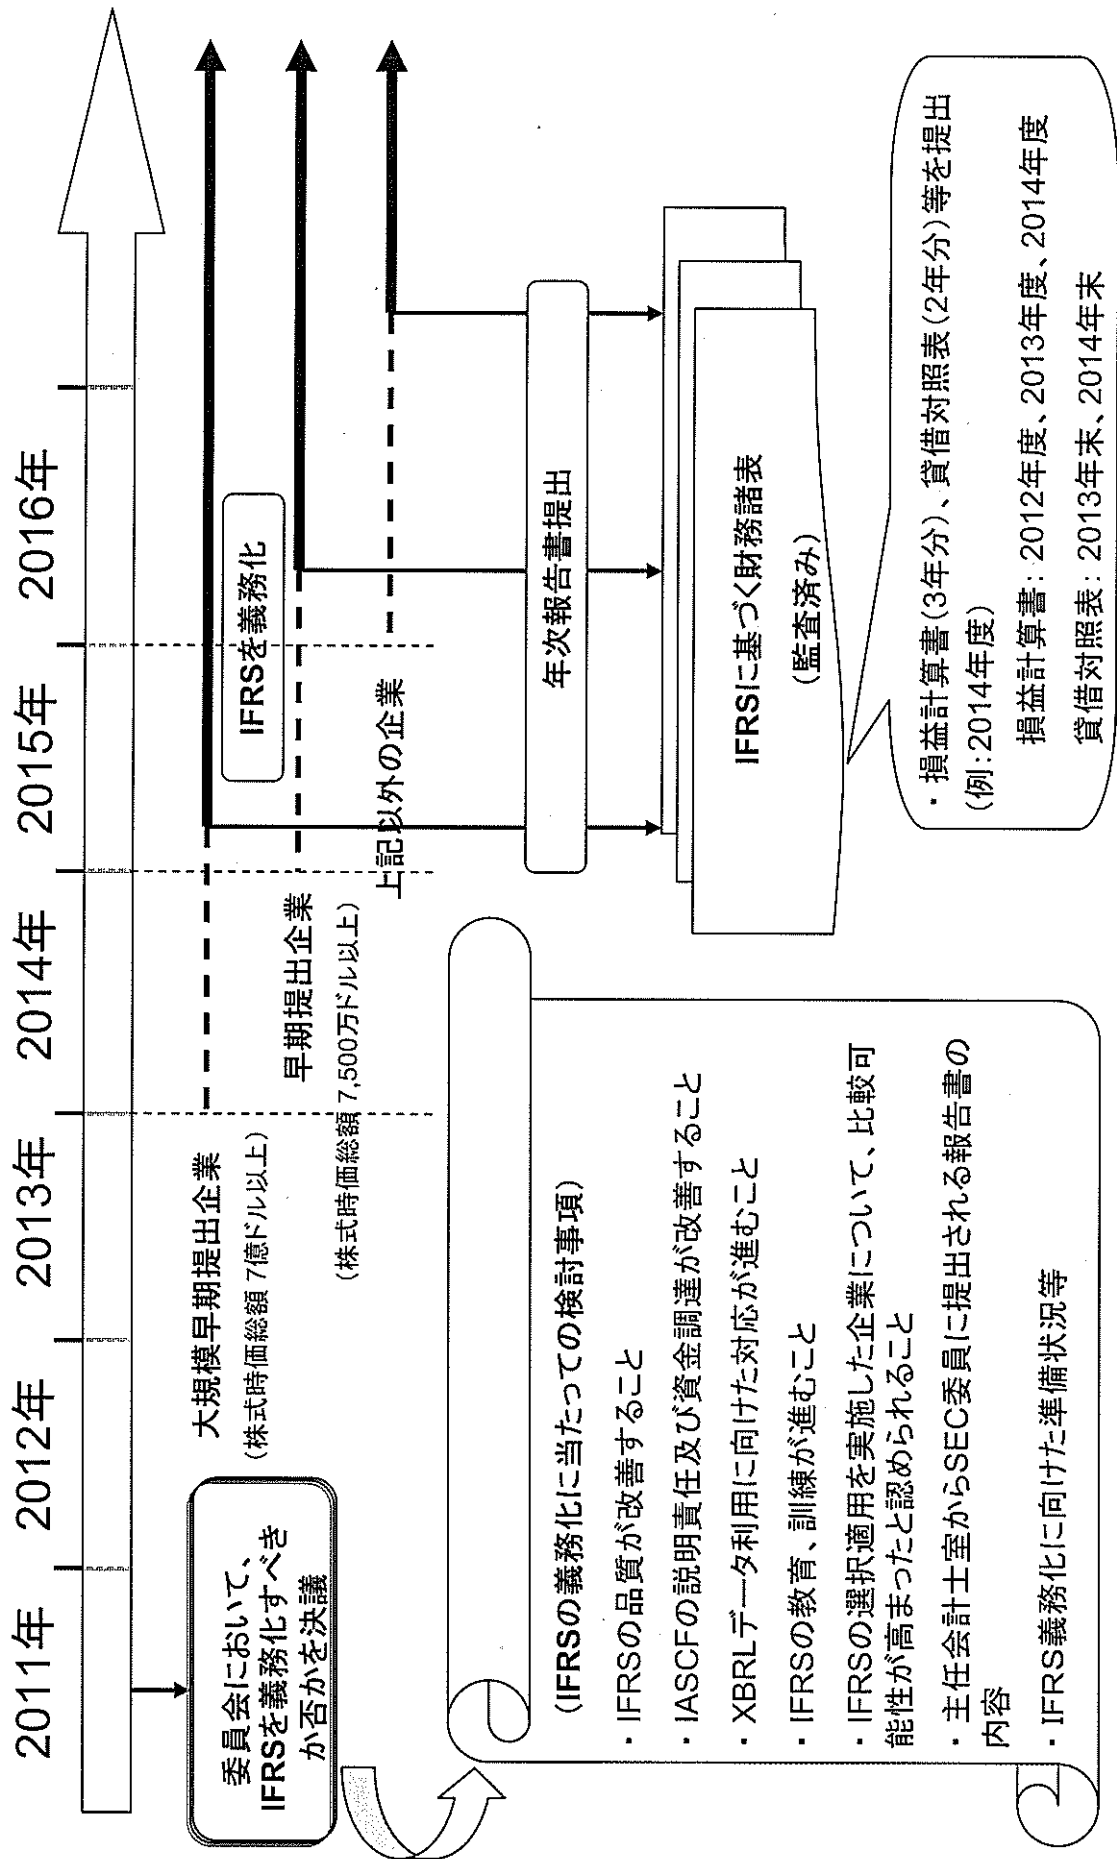 2011年 2012年 2013年 2014年 2015年 2016年
委員会において、
IFRSを義務化すべき
か否かを決議
大規模早期提出企業
(株式時価総額 7億ドル以上)
早期提出企業
(株式時価総額 7,500万ドル以上)
上記以外の企業
IFRSを義務化
年次報告書提出
IFRSに基づく財務諸表
(監査済み)
(IFRSの義務化に当たっての検討事項)
・ IFRSの品質が改善すること
・ IASCFの説明責任及び資金調達が改善すること
・ XBRLデータ利用に向けた対応が進むこと
・ IFRSの教育、訓練が進むこと
・ IFRSの選択適用を実施した企業について、比較可
能性が高まったと認められること
・ 主任会計士室からSEC委員に提出される報告書の
内容
・ IFRS義務化に向けた準備状況等
・ 損益計算書(3年分)、貸借対照表(2年分)等を提出
(例:2014年度)
損益計算書: 2012年度、2013年度、2014年度
貸借対照表: 2013年末、2014年末